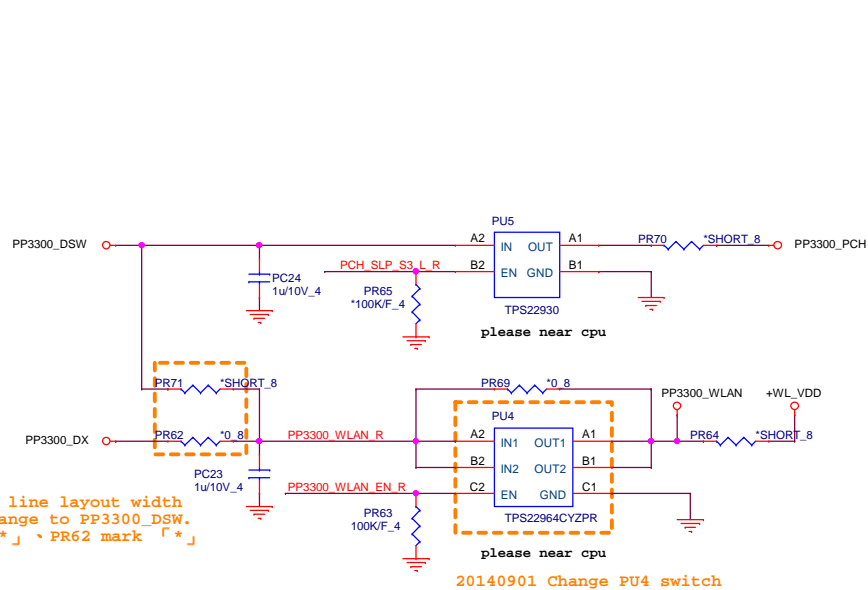 PU5
PP3300_DSW
A2 IN OUT A1
PR70 *SHORT_8
PP3300_PCH
PCH_SLP_S3_L_R
B2 EN GND B1
PC24
1u/10V_4
PR65
*100K/F_4
TPS22930
please near cpu
PR71 *SHORT_8
PR69 *0_8
PP3300_WLAN
+WL_VDD
PU4
PP3300_DX
PR62 *0_8
PP3300_WLAN_R
A2 IN1 OUT1 A1
PR64 *SHORT_8
B2 IN2 OUT2 B1
PC23
1u/10V_4
PP3300_WLAN_EN_R
C2 EN GND C1
PR63
100K/F_4
TPS22964CYZPR
line layout width
ange to PP3300_DSW.
*」、PR62 mark 「*」
please near cpu
20140901 Change PU4 switch